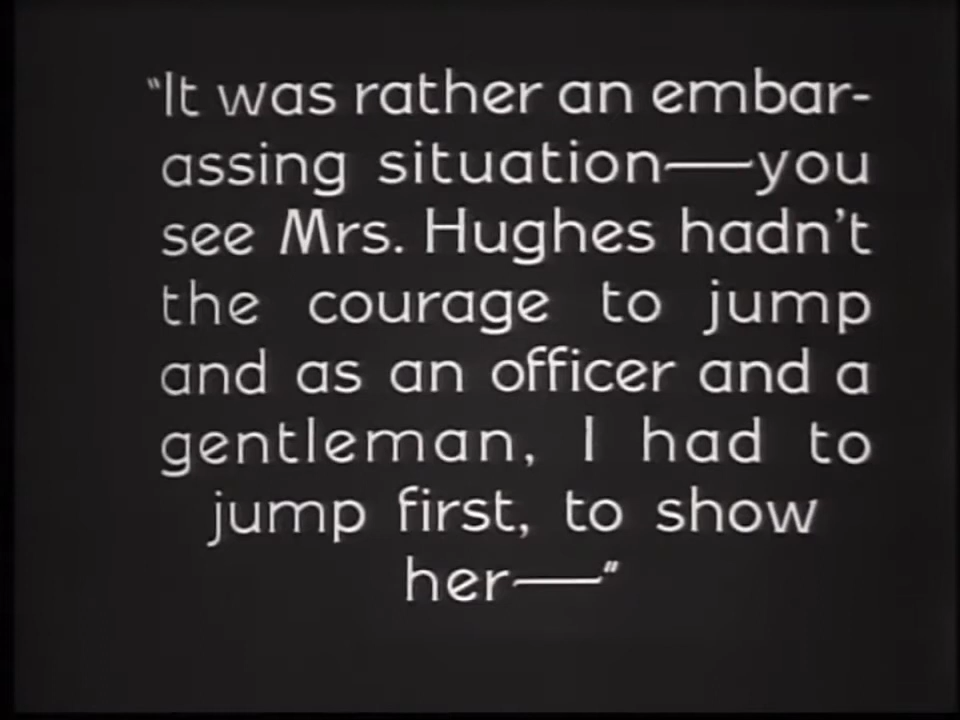 "It was rather an embar-
assing situation—you
see Mrs. Hughes hadn't
the courage to jump
and as an officer and a
gentleman, I had to
jump first, to show
her—"